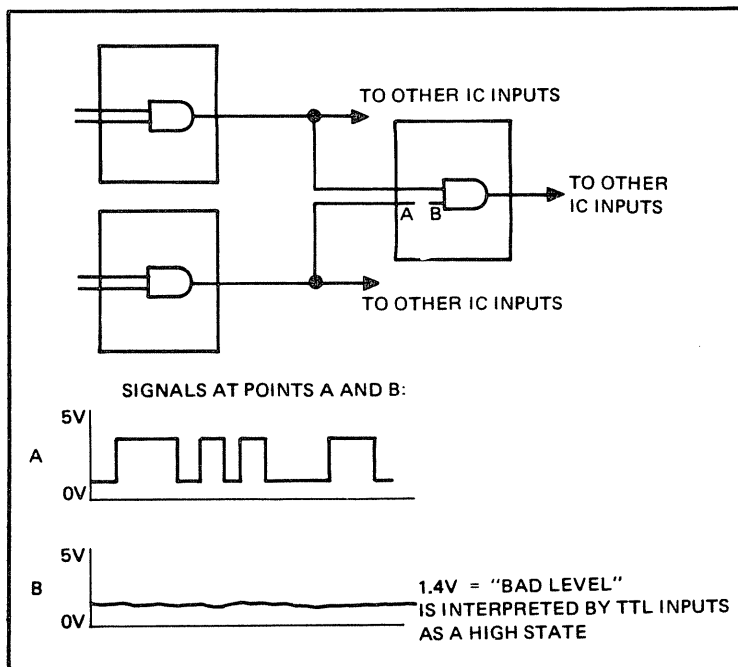 TO OTHER IC INPUTS
TO OTHER
IC INPUTS
A B
TO OTHER IC INPUTS
SIGNALS AT POINTS A AND B:
5V
A
0V
5V
B
0V
1.4V = "BAD LEVEL"
IS INTERPRETED BY TTL INPUTS
AS A HIGH STATE